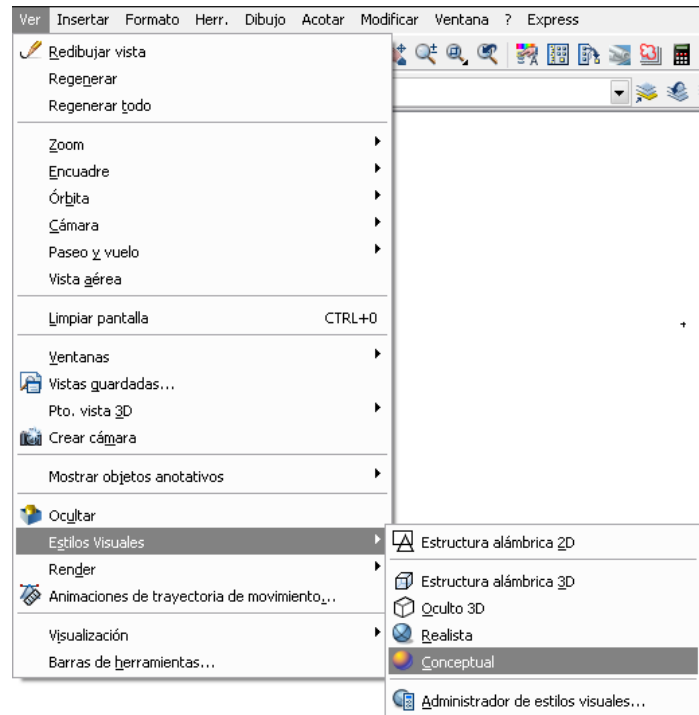 Ver Insertar Formato Herr. Dibujo Acotar Modificar Ventana ? Express
Redibujar vista
Regenerar
Regenerar todo
Zoom
Encuadre
Órbita
Cámara
Paseo y vuelo
Vista aérea
Limpiar pantalla CTRL+0
Ventanas
Vistas guardadas...
Pto. vista 3D
Crear cámara
Mostrar objetos anotativos
Ocultar
Estilos Visuales
Render
Animaciones de trayectoria de movimiento...
Visualización
Barras de herramientas...
Estructura alámbrica 2D
Estructura alámbrica 3D
Oculto 3D
Realista
Conceptual
Administrador de estilos visuales...